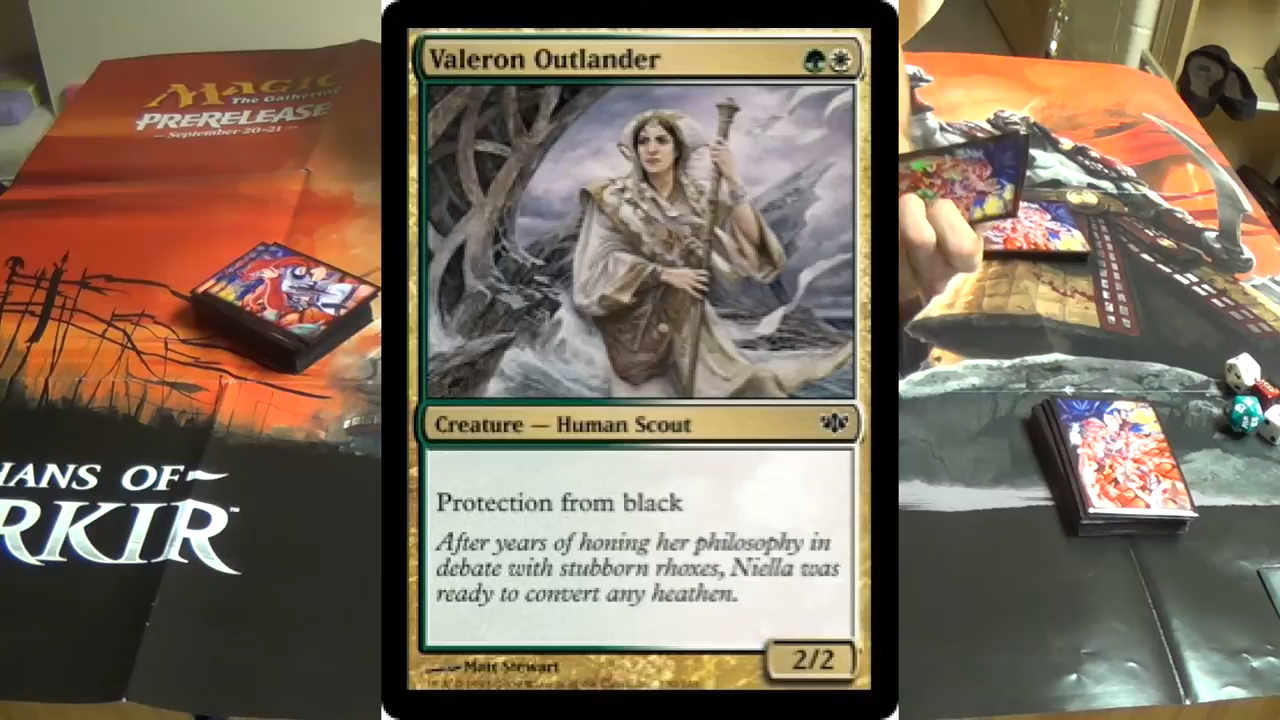 MAGIC
The Gathering
PRERELEASE
— September 20-21 —
HANS OF
RKIR™
Valeron Outlander
Creature — Human Scout
Protection from black
After years of honing her philosophy in
debate with stubborn rhoxes, Niella was
ready to convert any heathen.
2/2
Matt Stewart